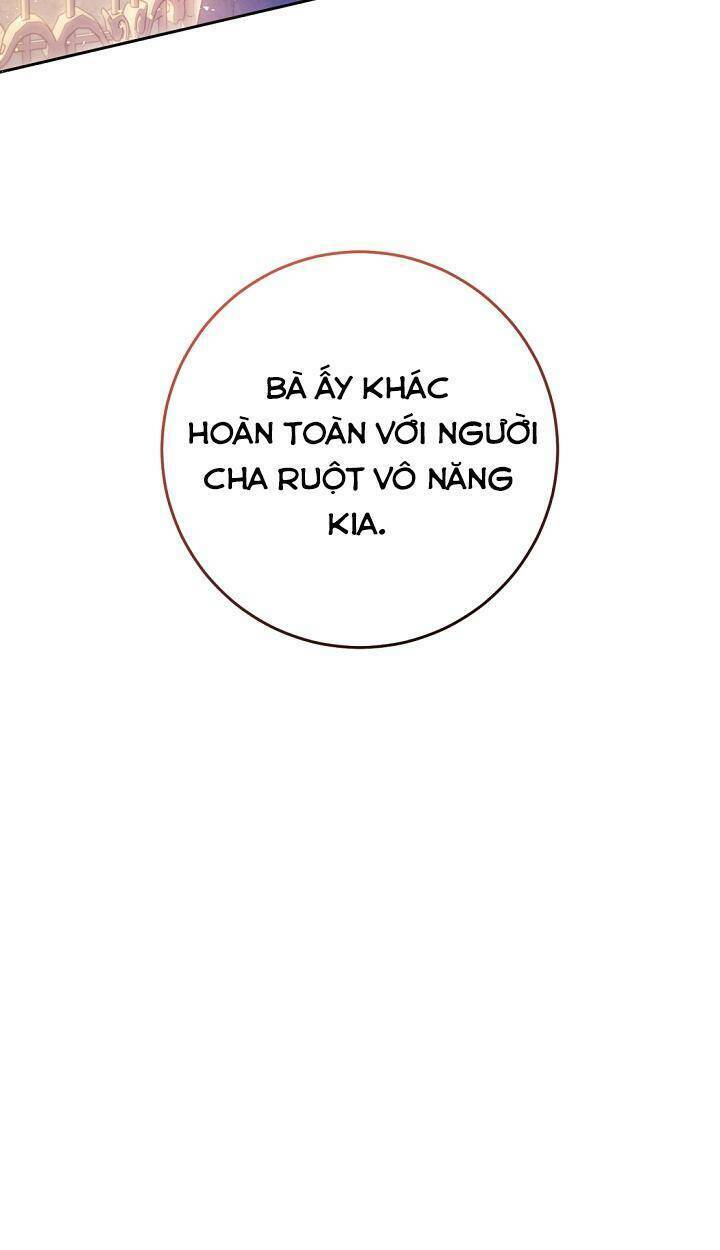 BÀ ẤY KHÁC
HOÀN TOÀN VỚI NGƯỜI
CHA RUỘT VÔ NĂNG
KIA.